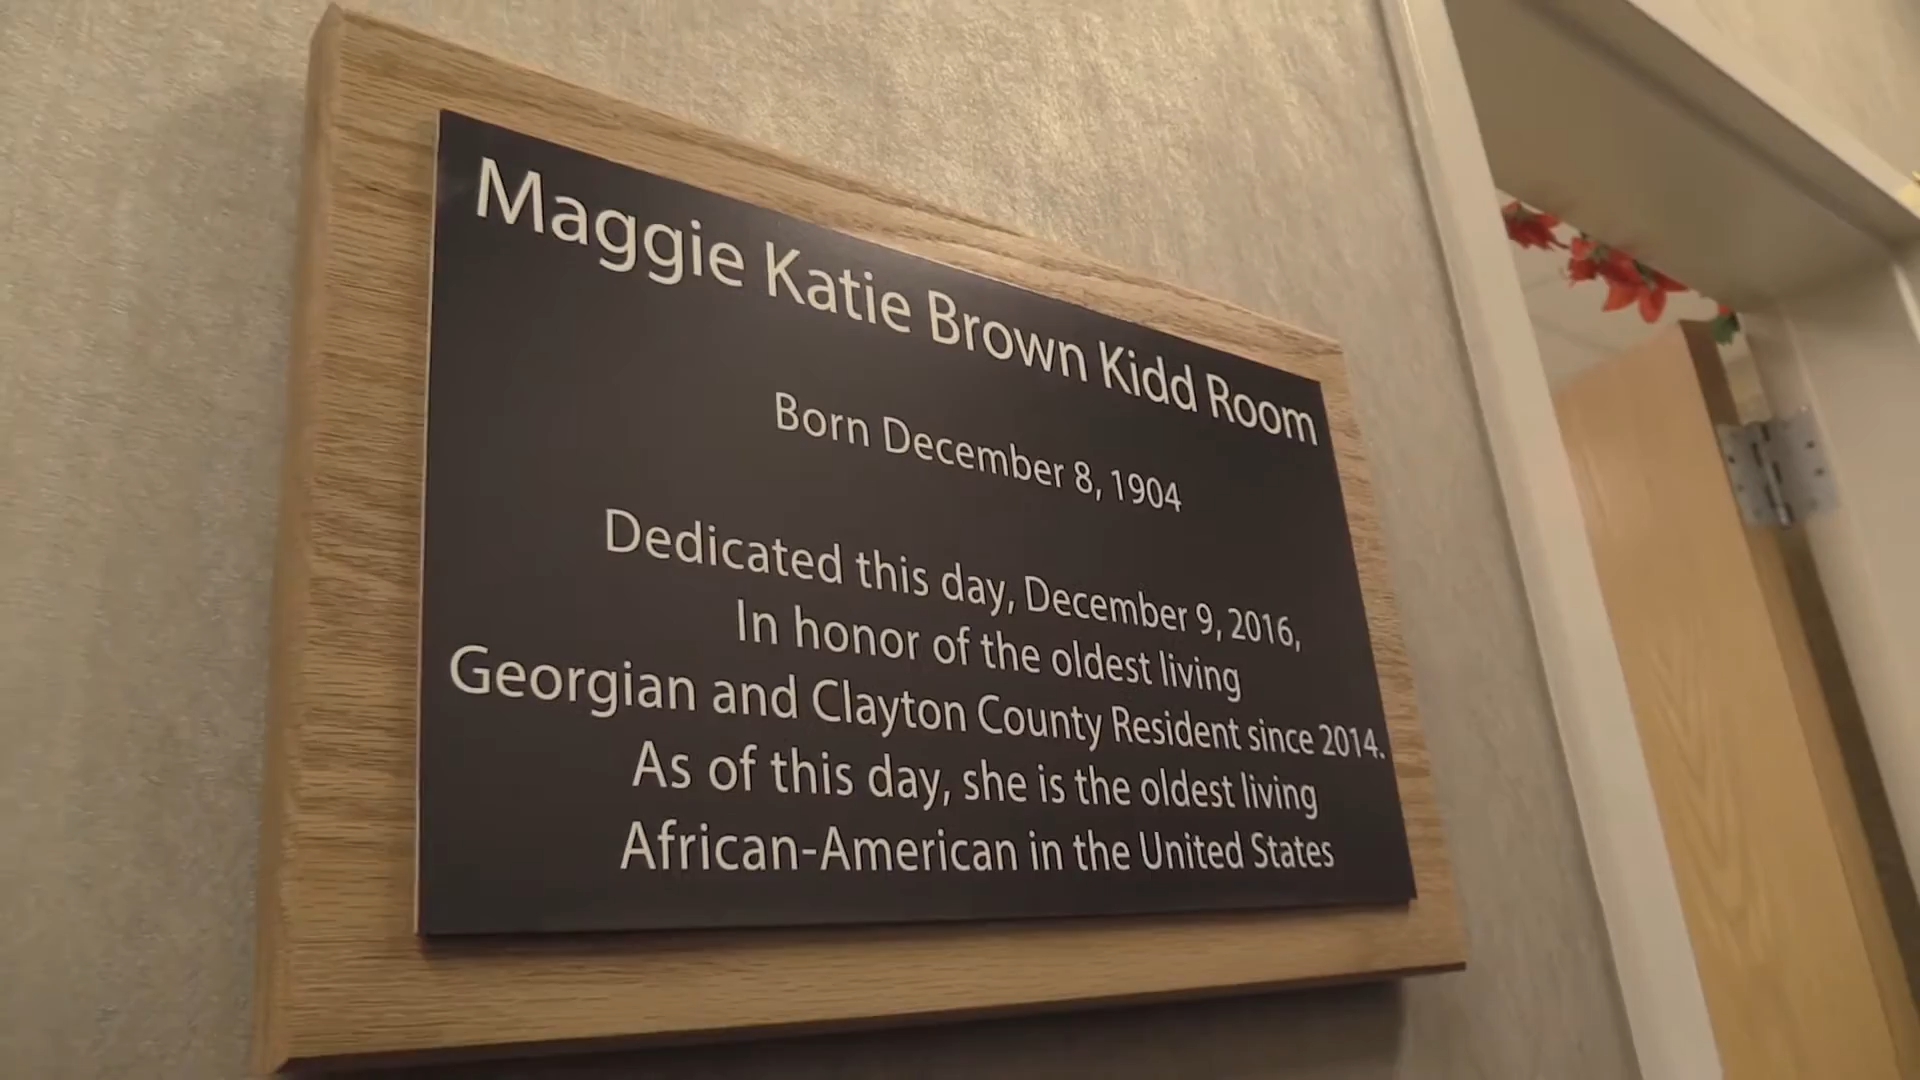 Maggie Katie Brown Kidd Room
Born December 8, 1904
Dedicated this day, December 9, 2016,
In honor of the oldest living
Georgian and Clayton County Resident since 2014.
As of this day, she is the oldest living
African-American in the United States